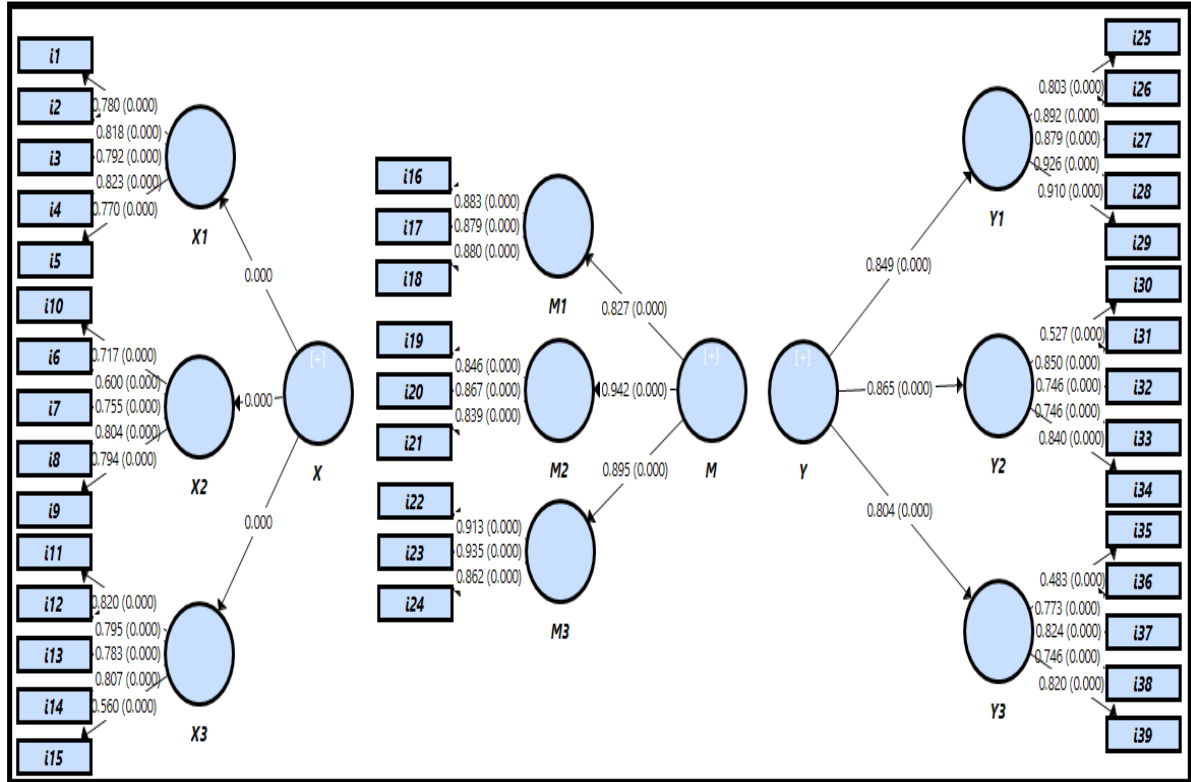 i1
i2
i3
i4
i5
0.780 (0.000)
0.818 (0.000)
0.792 (0.000)
0.823 (0.000)
0.770 (0.000)
X1
i10
i6
i7
i8
i9
0.717 (0.000)
0.600 (0.000)
0.755 (0.000)
0.804 (0.000)
0.794 (0.000)
X2
i11
i12
i13
i14
i15
0.820 (0.000)
0.795 (0.000)
0.783 (0.000)
0.807 (0.000)
0.560 (0.000)
X3
0.000
0.000
0.000
[+]
X
i16
i17
i18
0.883 (0.000)
0.879 (0.000)
0.880 (0.000)
M1
i19
i20
i21
0.846 (0.000)
0.867 (0.000)
0.839 (0.000)
M2
i22
i23
i24
0.913 (0.000)
0.935 (0.000)
0.862 (0.000)
M3
0.827 (0.000)
0.942 (0.000)
0.895 (0.000)
[+]
M
[+]
Y
0.849 (0.000)
0.865 (0.000)
0.804 (0.000)
Y1
0.803 (0.000)
0.892 (0.000)
0.879 (0.000)
0.926 (0.000)
0.910 (0.000)
i25
i26
i27
i28
i29
Y2
0.527 (0.000)
0.850 (0.000)
0.746 (0.000)
0.746 (0.000)
0.840 (0.000)
i30
i31
i32
i33
i34
Y3
0.483 (0.000)
0.773 (0.000)
0.824 (0.000)
0.746 (0.000)
0.820 (0.000)
i35
i36
i37
i38
i39